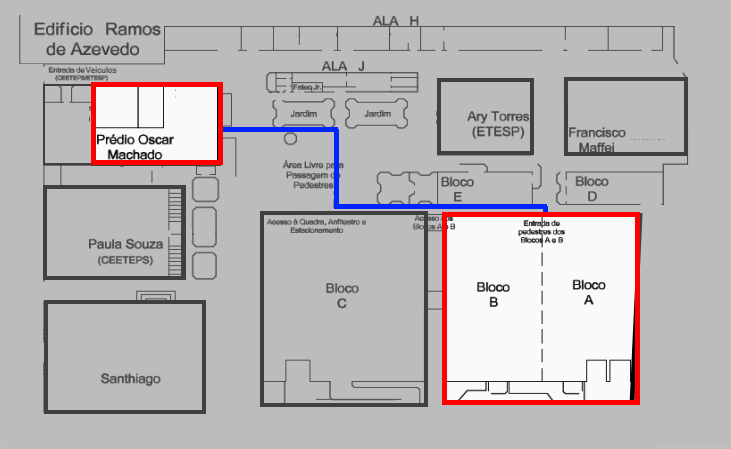 ALA H
Edifício Ramos
de Azevedo
ALA J
Entrada de Veículos
(CEETEPS/ETESP)
Fateq Jr.
Jardim
Jardim
Ary Torres
(ETESP)
Francisco
Maffei
Prédio Oscar
Machado
Área Livre para
Passagem de
Pedestres
Bloco
E
Bloco
D
Acesso à Quadra, Anfiteatro e
Estacionamento
Acesso aos
Blocos A e B
Entrada de
pedestres dos
Blocos A e B
Paula Souza
(CEETEPS)
Bloco
C
Bloco
B
Bloco
A
Santhiago